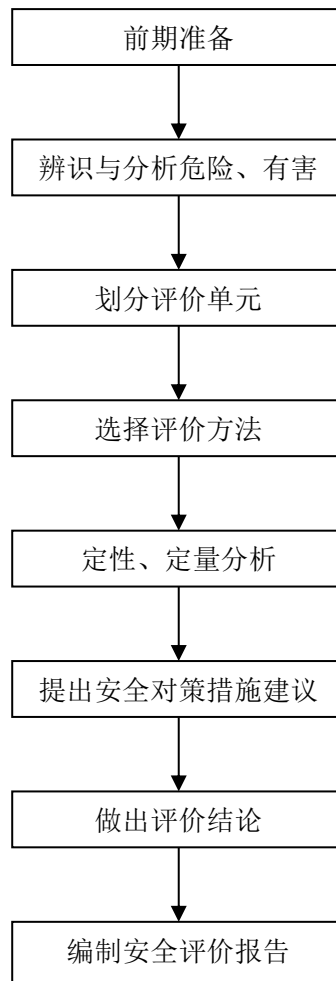 前期准备
辨识与分析危险、有害
划分评价单元
选择评价方法
定性、定量分析
提出安全对策措施建议
做出评价结论
编制安全评价报告